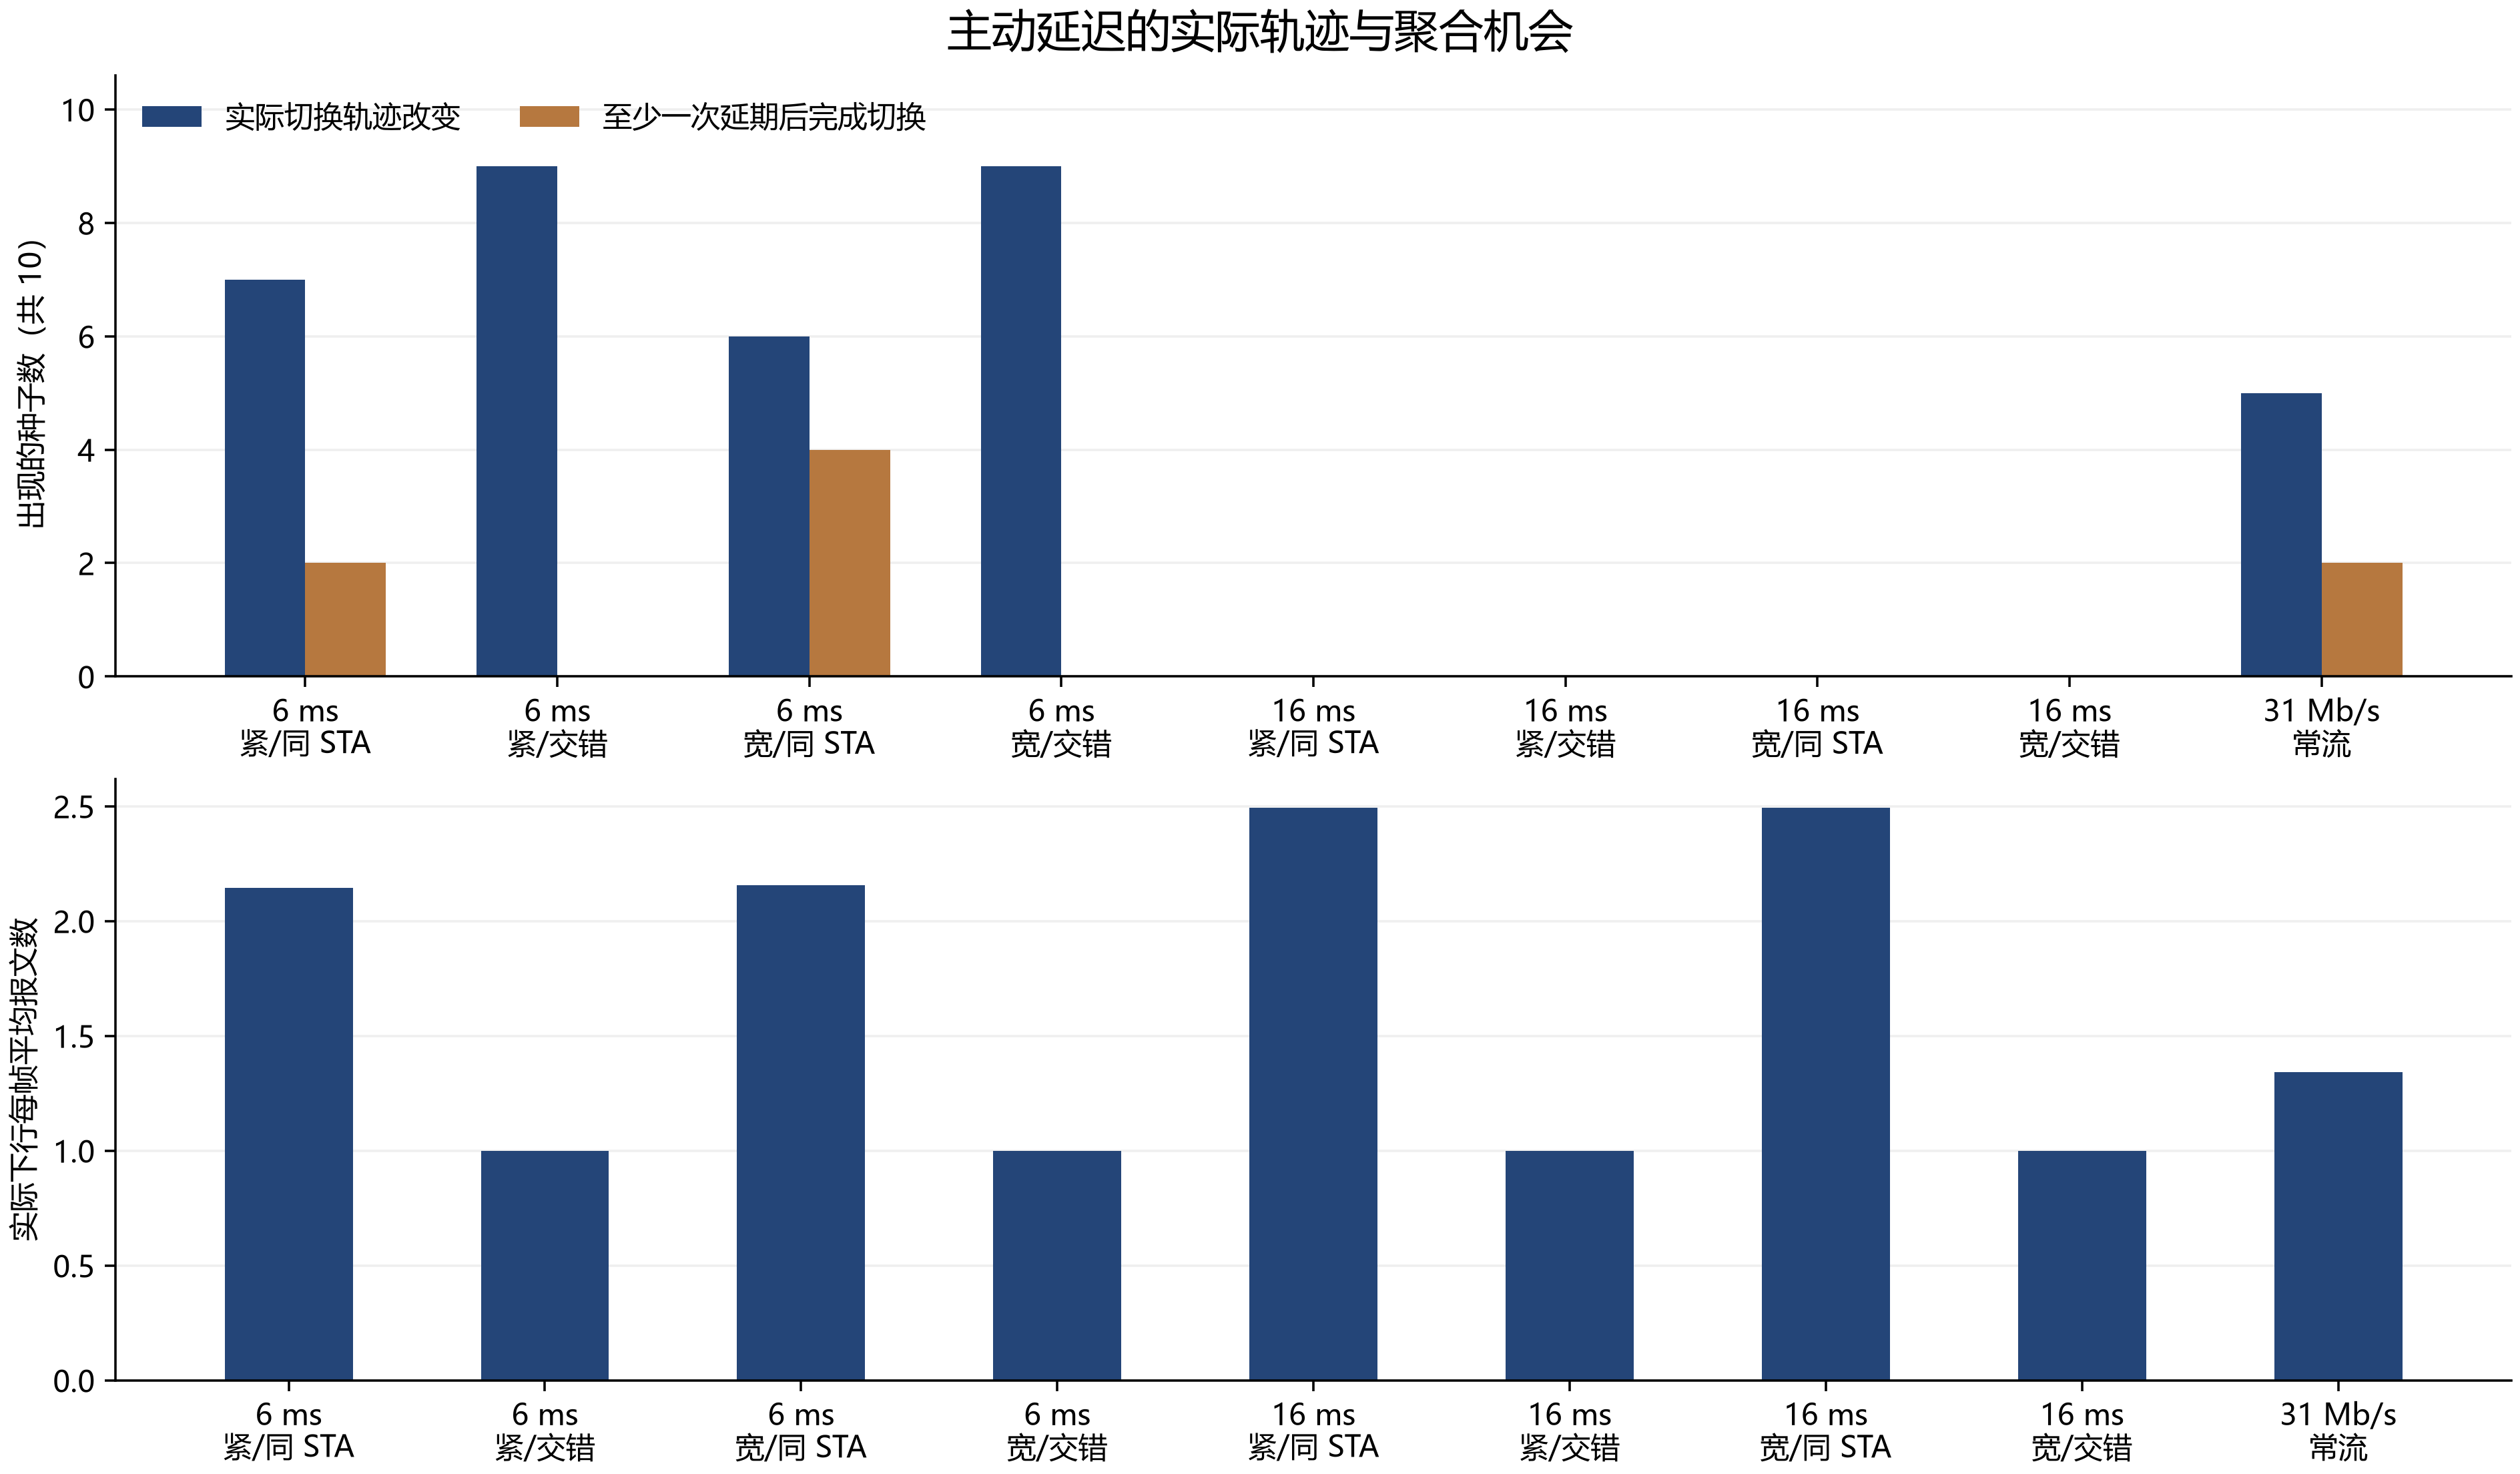 主动延迟的实际轨迹与聚合机会
实际切换轨迹改变
至少一次延期后完成切换
出现的种子数（共 10）
10
8
6
4
2
0
6 ms
紧/同 STA
6 ms
紧/交错
6 ms
宽/同 STA
6 ms
宽/交错
16 ms
紧/同 STA
16 ms
紧/交错
16 ms
宽/同 STA
16 ms
宽/交错
31 Mb/s
常流
实际下行每帧平均报文数
2.5
2.0
1.5
1.0
0.5
0.0
6 ms
紧/同 STA
6 ms
紧/交错
6 ms
宽/同 STA
6 ms
宽/交错
16 ms
紧/同 STA
16 ms
紧/交错
16 ms
宽/同 STA
16 ms
宽/交错
31 Mb/s
常流